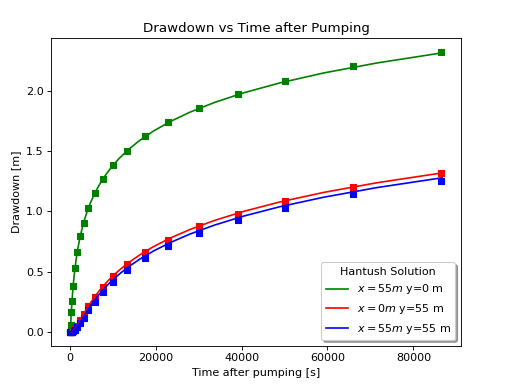 Drawdown vs Time after Pumping
Drawdown [m]
2.0
1.5
1.0
0.5
0.0
0
20000
40000
60000
80000
Time after pumping [s]
Hantush Solution
x = 55m y=0 m
x = 0m y=55 m
x = 55m y=55 m